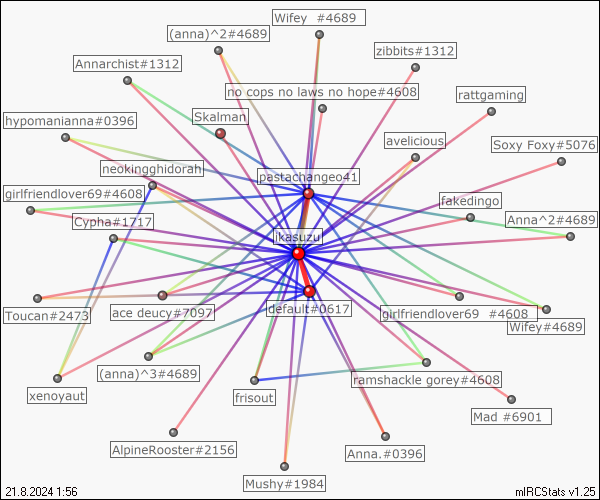 Wifey  #4689
(anna)^2#4689
zibbits#1312
Annarchist#1312
no cops no laws no hope#4608
rattgaming
Skalman
hypomanianna#0396
avelicious
Soxy Foxy#5076
neokingghidorah
pastachangeo41
girlfriendlover69#4608
fakedingo
Cypha#1717
Anna^2#4689
ikasuzu
Toucan#2473
ace deucy#7097
default#0617
girlfriendlover69  #4608
Wifey#4689
(anna)^3#4689
ramshackle gorey#4608
xenoyaut
frisout
Mad #6901
AlpineRooster#2156
Anna.#0396
Mushy#1984
21.8.2024 1:56
mIRCStats v1.25